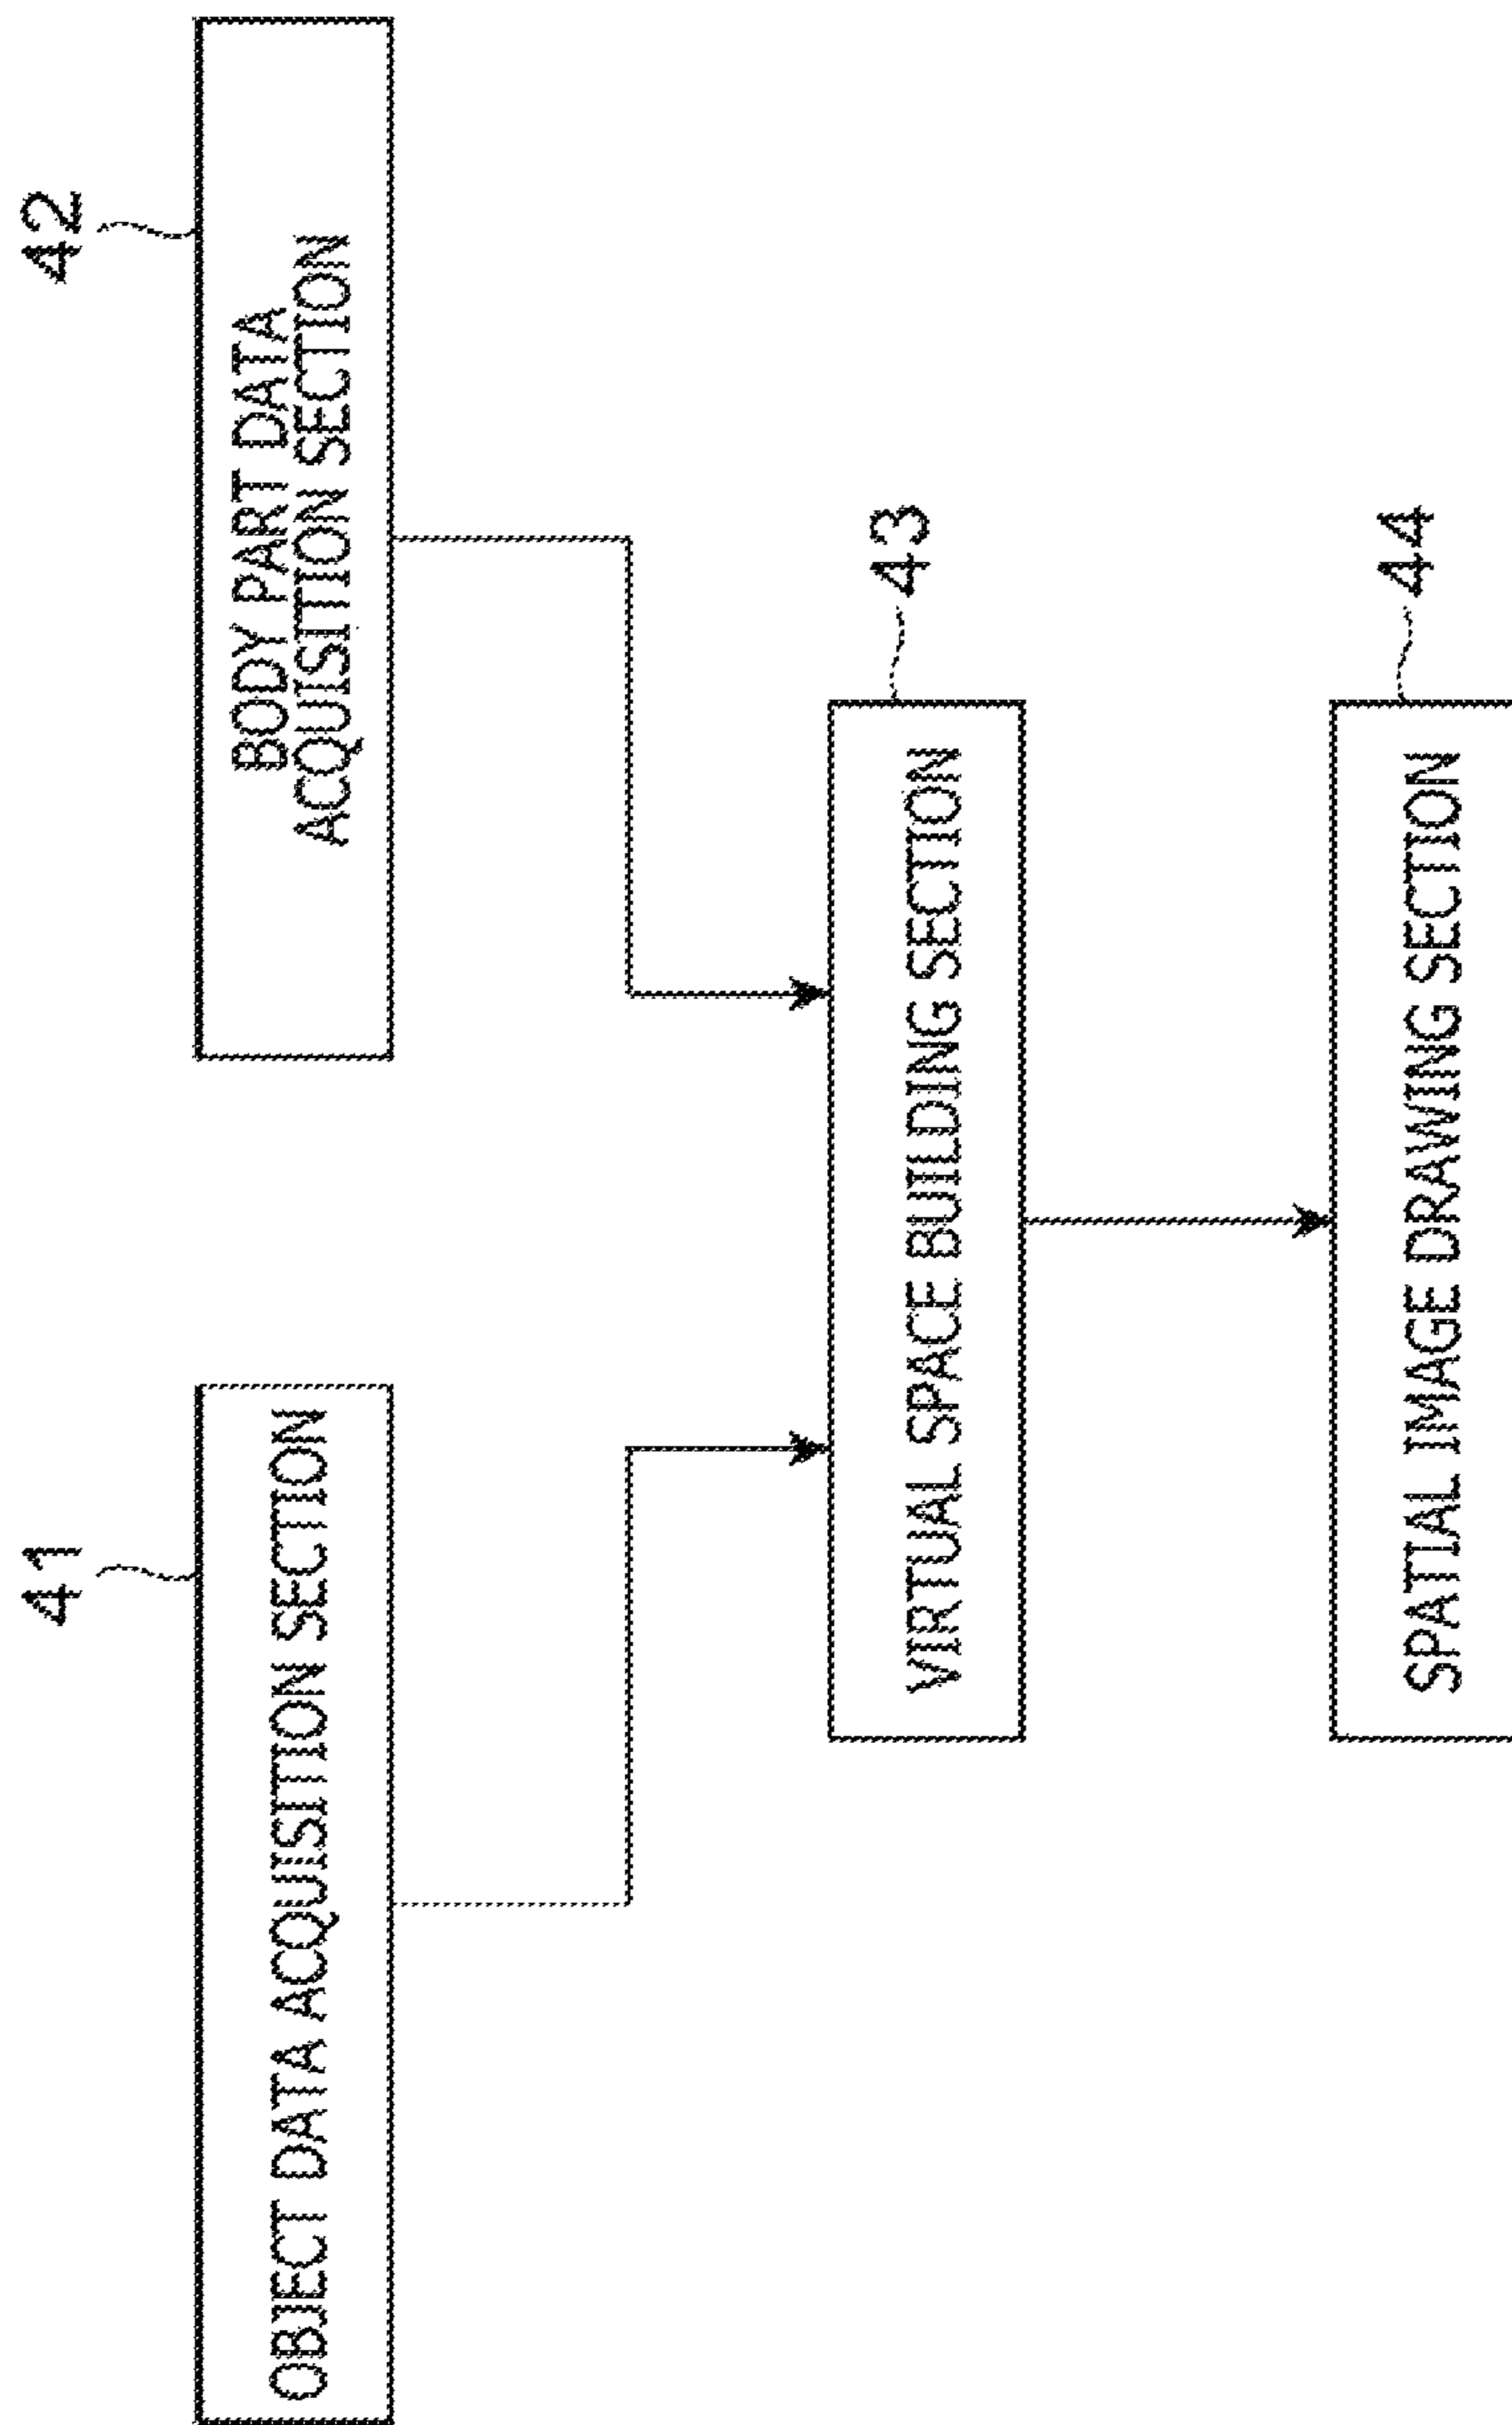 41
OBJECT DATA ACQUISITION SECTION
42
BODY PART DATA
ACQUISITION SECTION
43
VIRTUAL SPACE BUILDING SECTION
44
SPATIAL IMAGE DRAWING SECTION